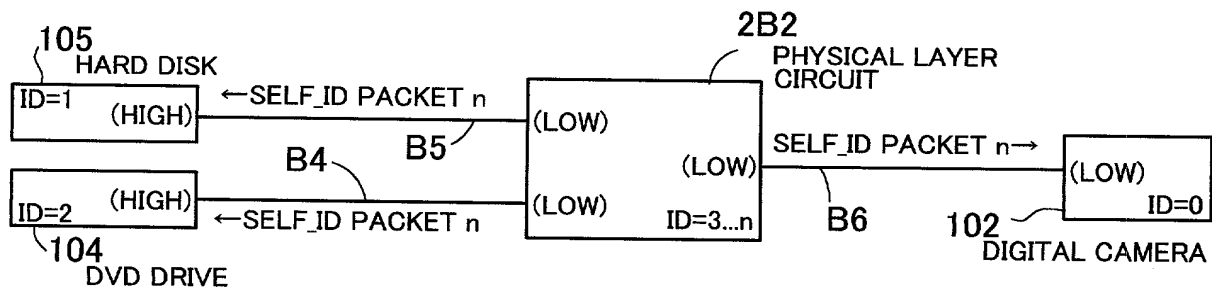 105
HARD DISK
ID=1
(HIGH)
←SELF_ID PACKET n
B5
B4
ID=2
(HIGH)
←SELF_ID PACKET n
104
DVD DRIVE
2B2
PHYSICAL LAYER
CIRCUIT
(LOW)
(LOW)
(LOW)
ID=3...n
SELF_ID PACKET n→
B6
(LOW)
ID=0
102
DIGITAL CAMERA